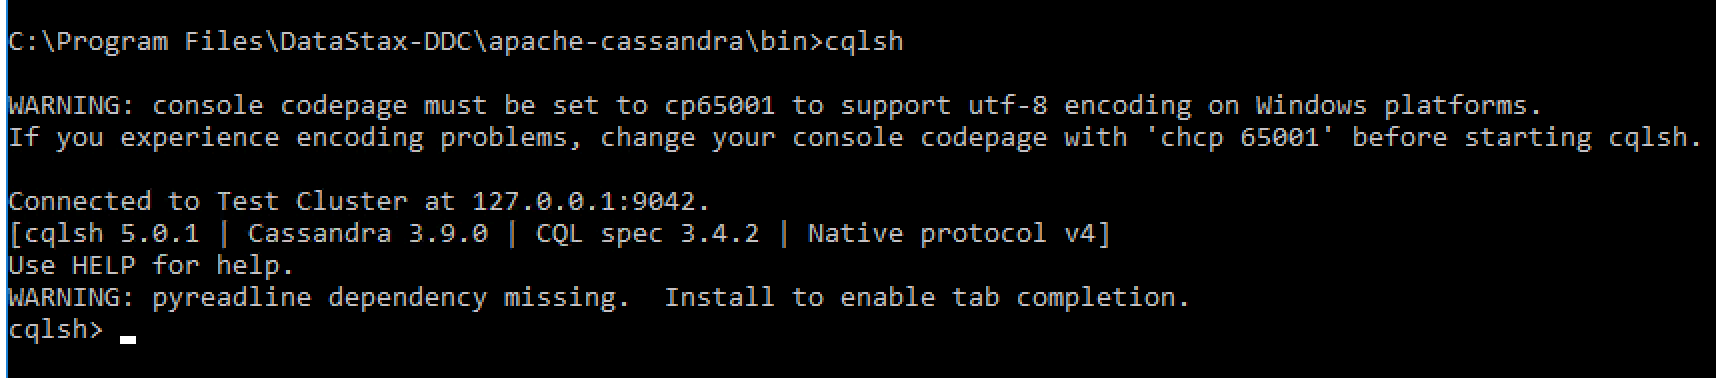 C:\Program Files\DataStax-DDC\apache-cassandra\bin>cqlsh
WARNING: console codepage must be set to cp65001 to support utf-8 encoding on Windows platforms.
If you experience encoding problems, change your console codepage with 'chcp 65001' before starting cqlsh.
Connected to Test Cluster at 127.0.0.1:9042.
[cqlsh 5.0.1 | Cassandra 3.9.0 | CQL spec 3.4.2 | Native protocol v4]
Use HELP for help.
WARNING: pyreadline dependency missing.  Install to enable tab completion.
cqlsh>